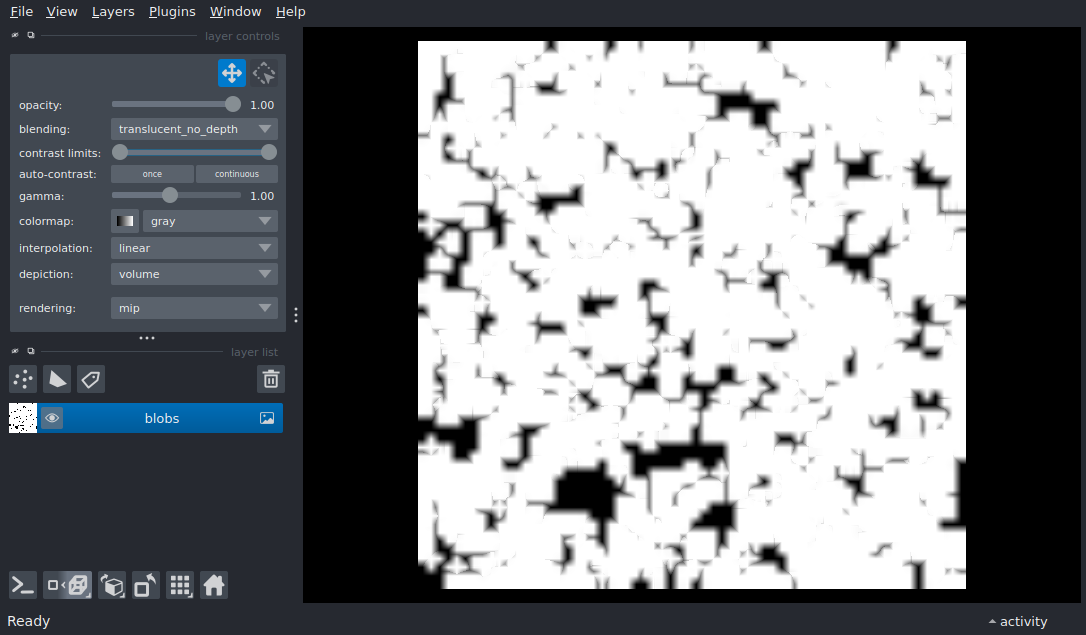 File View Layers Plugins Window Help
layer controls
opacity: 1.00
blending: translucent_no_depth
contrast limits:
auto-contrast: once continuous
gamma: 1.00
colormap: gray
interpolation: linear
depiction: volume
rendering: mip
layer list
blobs
Ready
activity